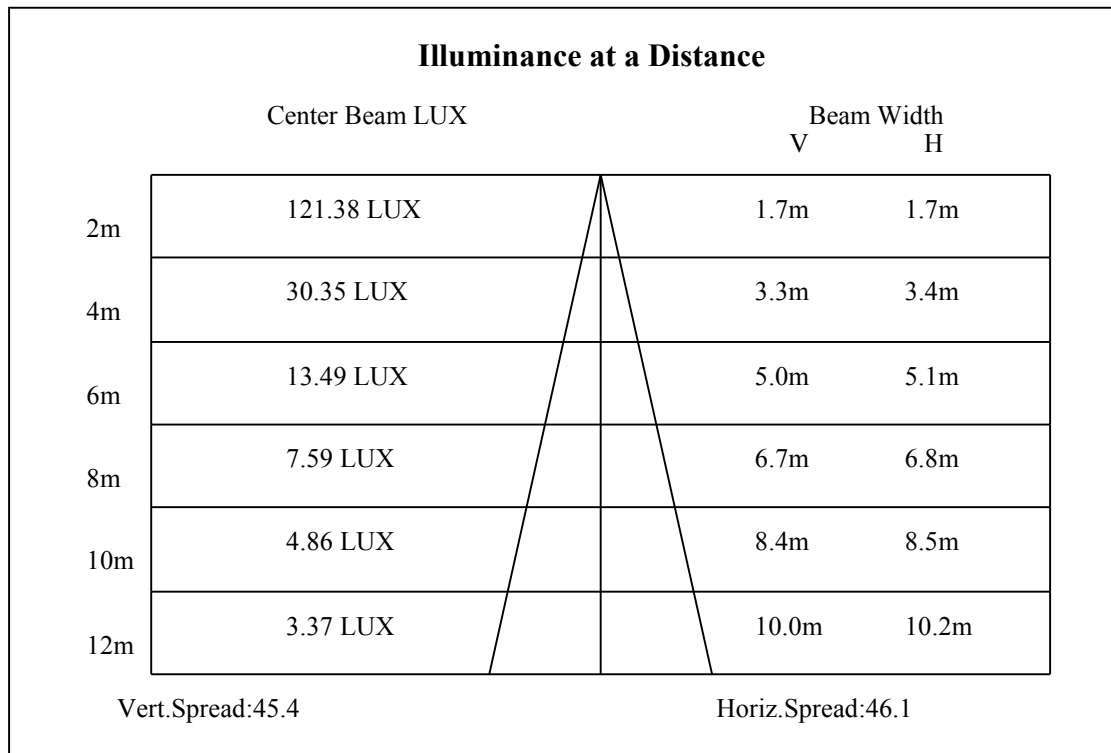 Illuminance at a Distance
Center Beam LUX Beam Width
V H
2m 121.38 LUX 1.7m 1.7m
4m 30.35 LUX 3.3m 3.4m
6m 13.49 LUX 5.0m 5.1m
8m 7.59 LUX 6.7m 6.8m
10m 4.86 LUX 8.4m 8.5m
12m 3.37 LUX 10.0m 10.2m
Vert.Spread:45.4 Horiz.Spread:46.1